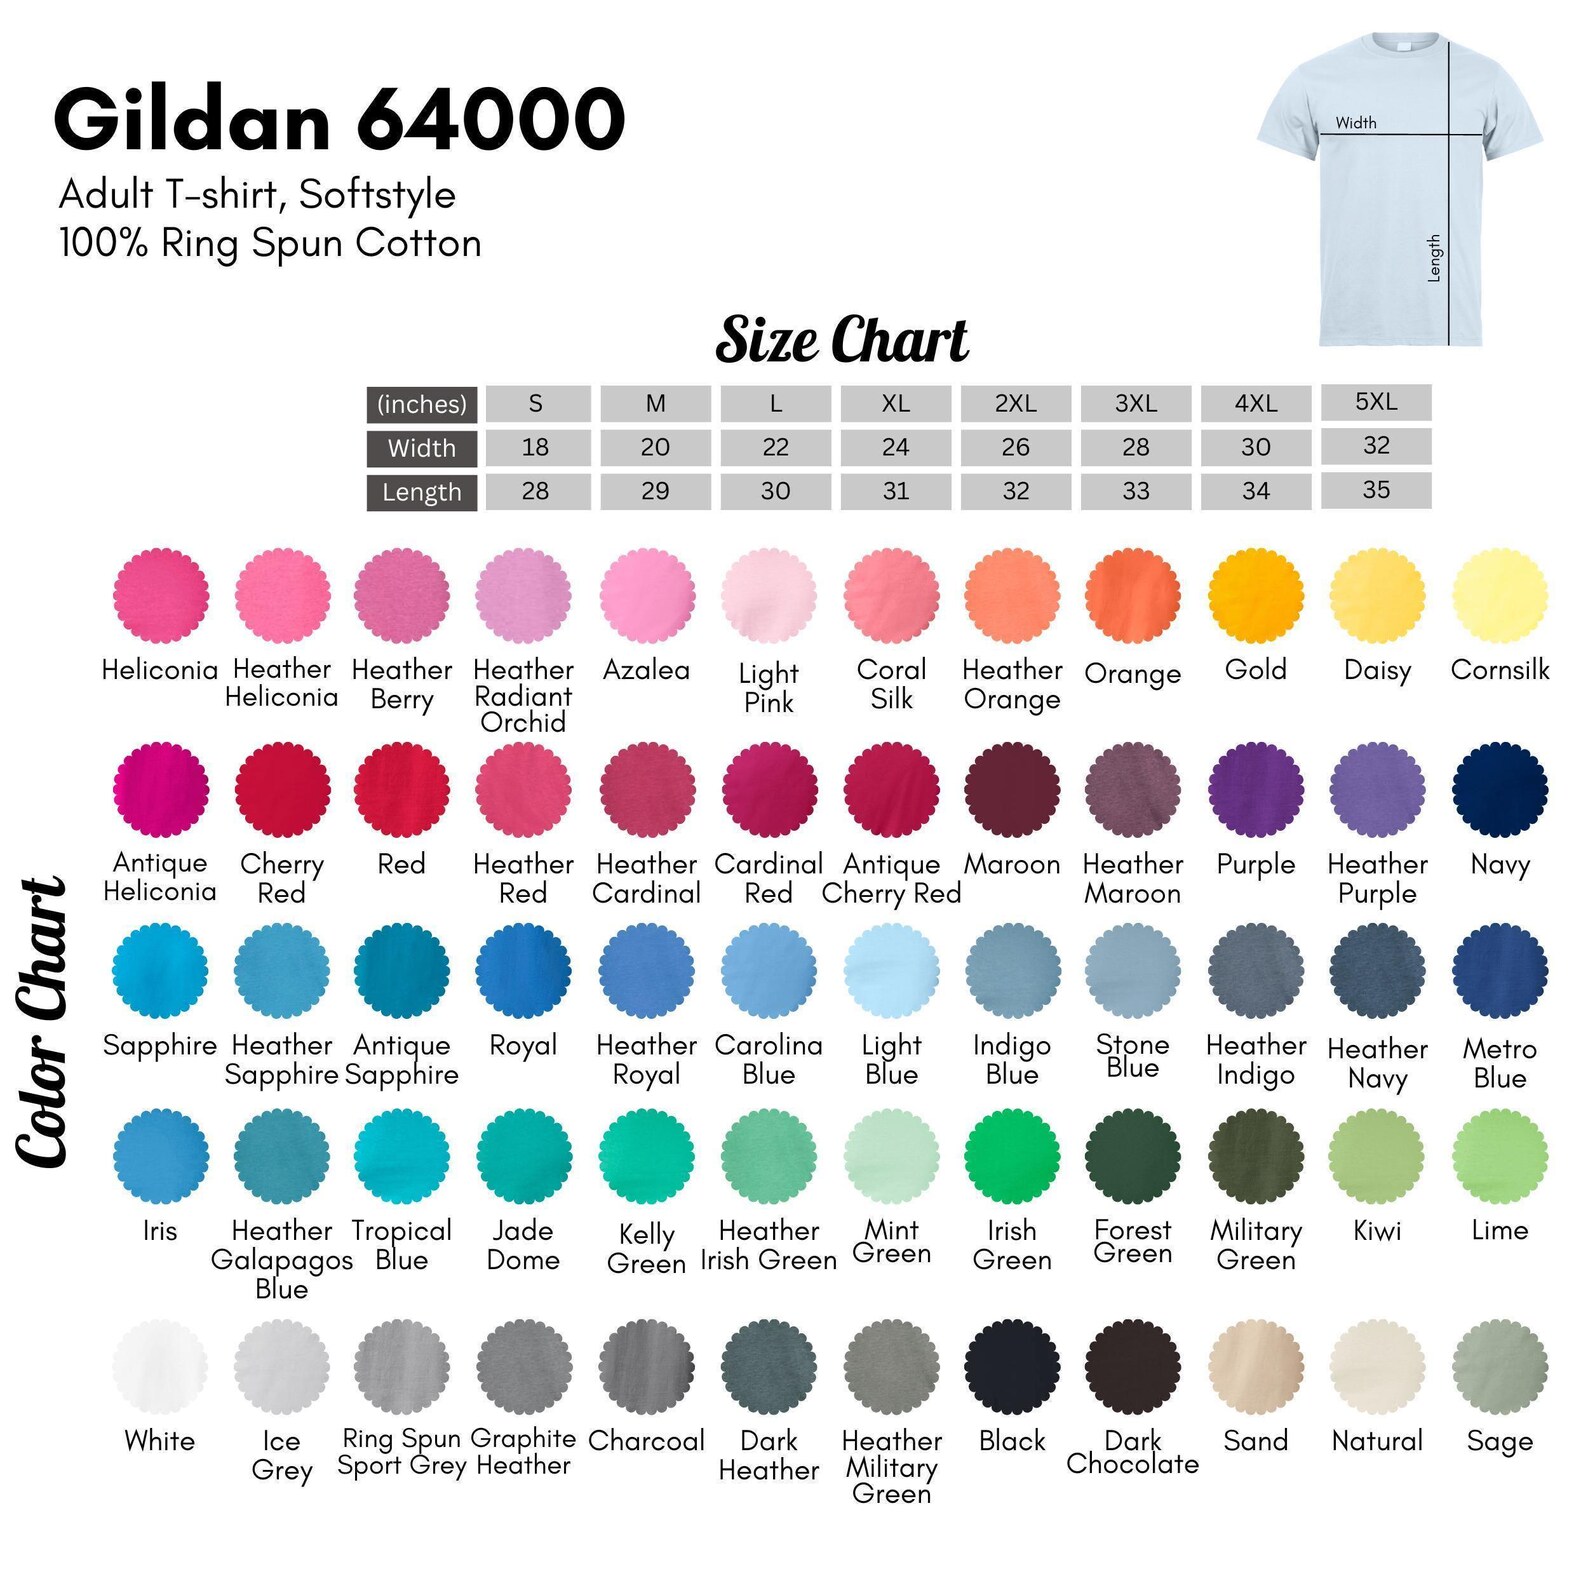 Gildan 64000
Adult T-shirt, Softstyle
100% Ring Spun Cotton
Width
Length
Size Chart
(inches) S M L XL 2XL 3XL 4XL 5XL
Width 18 20 22 24 26 28 30 32
Length 28 29 30 31 32 33 34 35
Color Chart
Heliconia
Heather
Heliconia
Heather
Berry
Heather
Radiant
Orchid
Azalea
Light
Pink
Coral
Silk
Heather
Orange
Orange
Gold
Daisy
Cornsilk
Antique
Heliconia
Cherry
Red
Red
Heather
Red
Heather
Cardinal
Cardinal
Red
Antique
Cherry Red
Maroon
Heather
Maroon
Purple
Heather
Purple
Navy
Sapphire
Heather
Sapphire
Antique
Sapphire
Royal
Heather
Royal
Carolina
Blue
Light
Blue
Indigo
Blue
Stone
Blue
Heather
Indigo
Heather
Navy
Metro
Blue
Iris
Heather
Galapagos
Blue
Tropical
Blue
Jade
Dome
Kelly
Green
Heather
Irish Green
Mint
Green
Irish
Green
Forest
Green
Military
Green
Kiwi
Lime
White
Ice
Grey
Ring Spun
Sport Grey
Graphite
Heather
Charcoal
Dark
Heather
Heather
Military
Green
Black
Dark
Chocolate
Sand
Natural
Sage